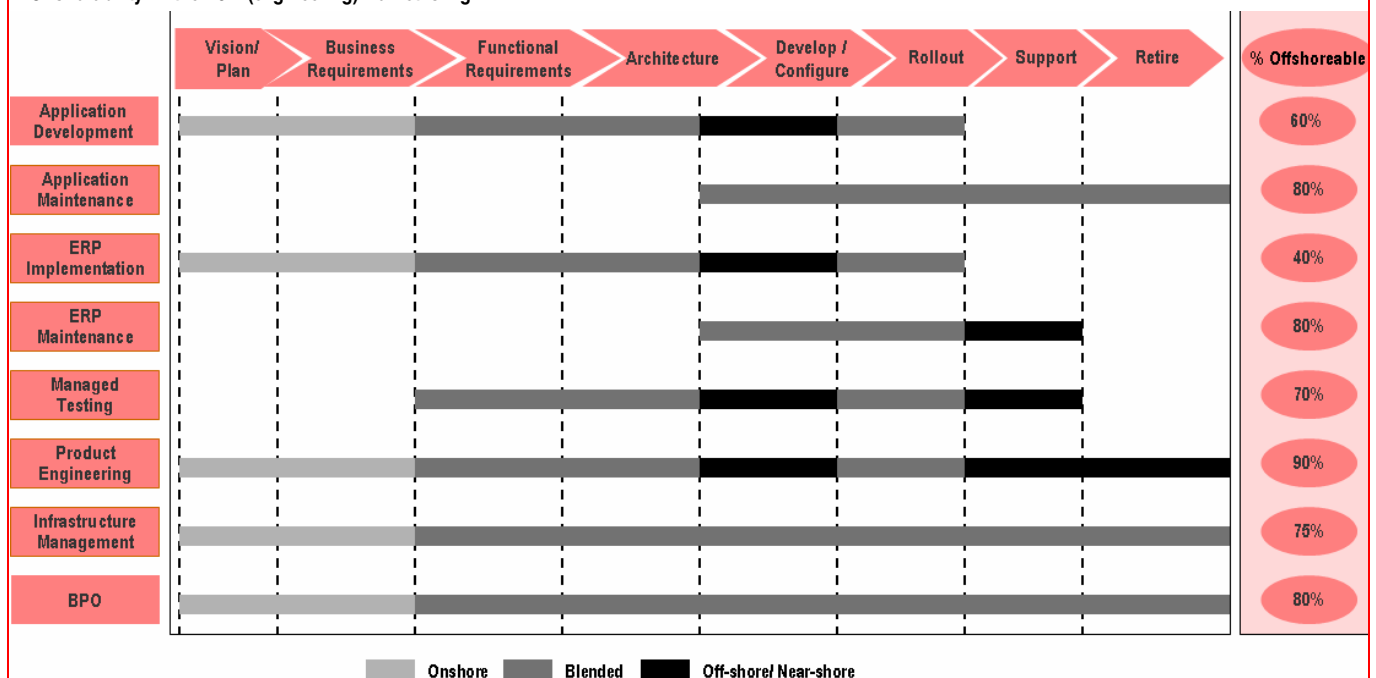 Vision/
Plan
Business
Requirements
Functional
Requirements
Architecture
Develop /
Configure
Rollout
Support
Retire
% Offshoreable
Application
Development
60%
Application
Maintenance
80%
ERP
Implementation
40%
ERP
Maintenance
80%
Managed
Testing
70%
Product
Engineering
90%
Infrastructure
Management
75%
BPO
80%
Onshore
Blended
Off-shore/ Near-shore